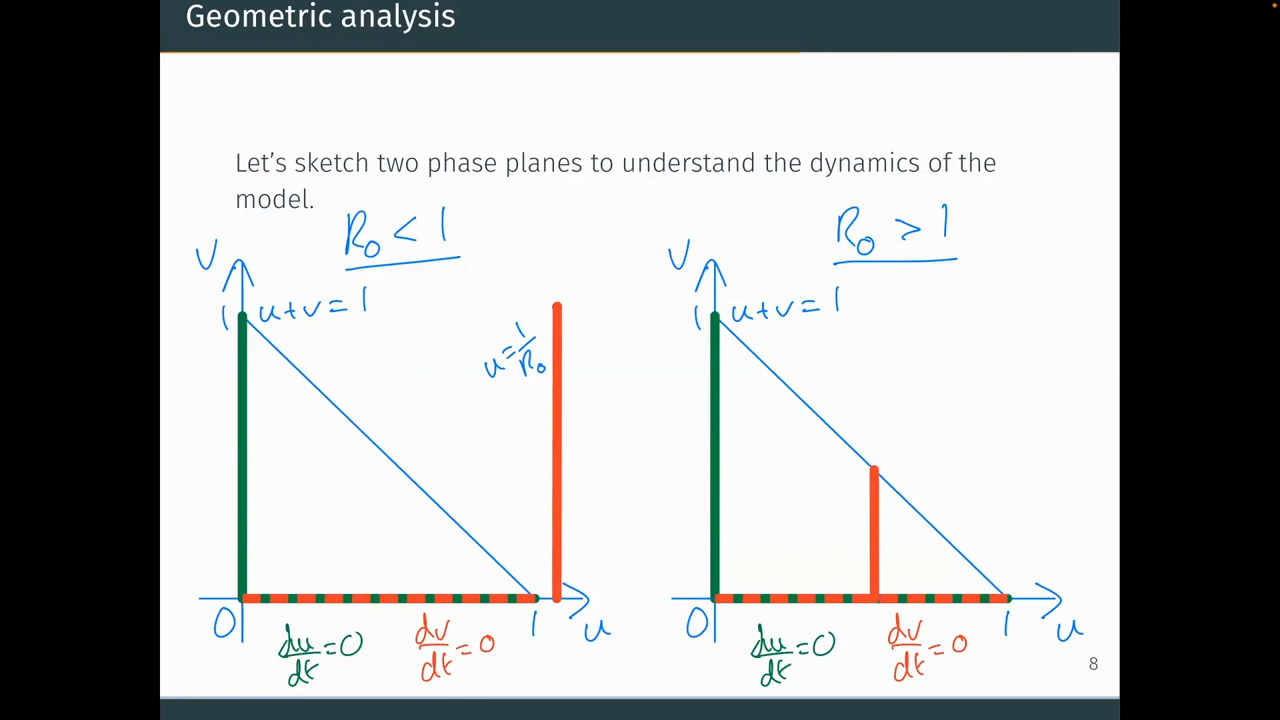 Geometric analysis
Let's sketch two phase planes to understand the dynamics of the
model.
R₀ < 1
R₀ > 1
v
1
u+v=1
u=1/R₀
0
du/dt=0
dv/dt=0
1
u
v
1
u+v=1
0
du/dt=0
dv/dt=0
1
u
8